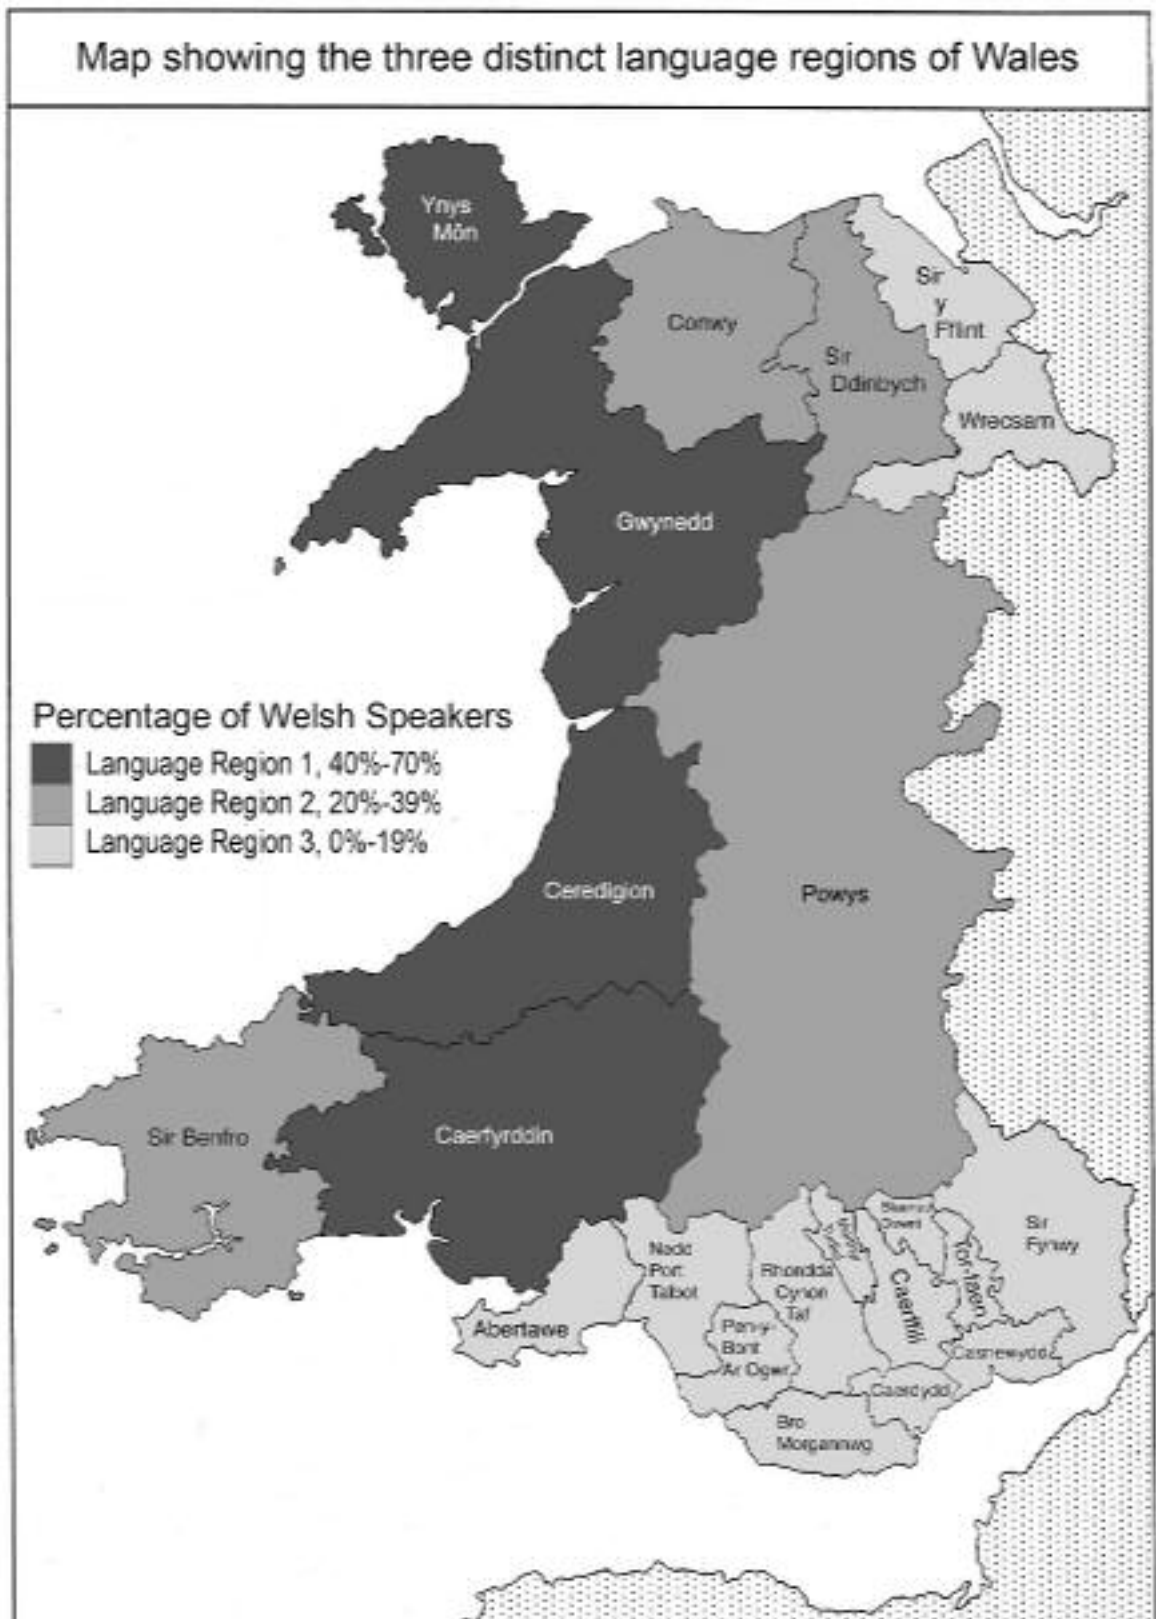 Map showing the three distinct language regions of Wales
Ynys
Môn
Conwy
Sir
y
Fflint
Sir
Ddinbych
Wrecsam
Gwynedd
Percentage of Welsh Speakers
Language Region 1, 40%-70%
Language Region 2, 20%-39%
Language Region 3, 0%-19%
Ceredigion
Powys
Sir Benfro
Caerfyrddin
Sir
Fynwy
Nedd
Port
Talbot
Rhondda
Cynon
Taf
Caerffili
Tor-faen
Abertawe
Pen-y-
Bont
Ar Ogwr
Casnewydd
Caerdydd
Bro
Morgannwg